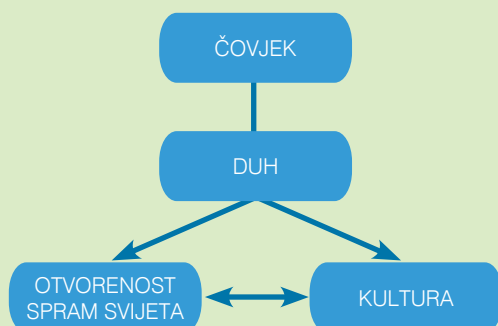 ČOVJEK
DUH
OTVORENOST
SPRAM SVIJETA
KULTURA